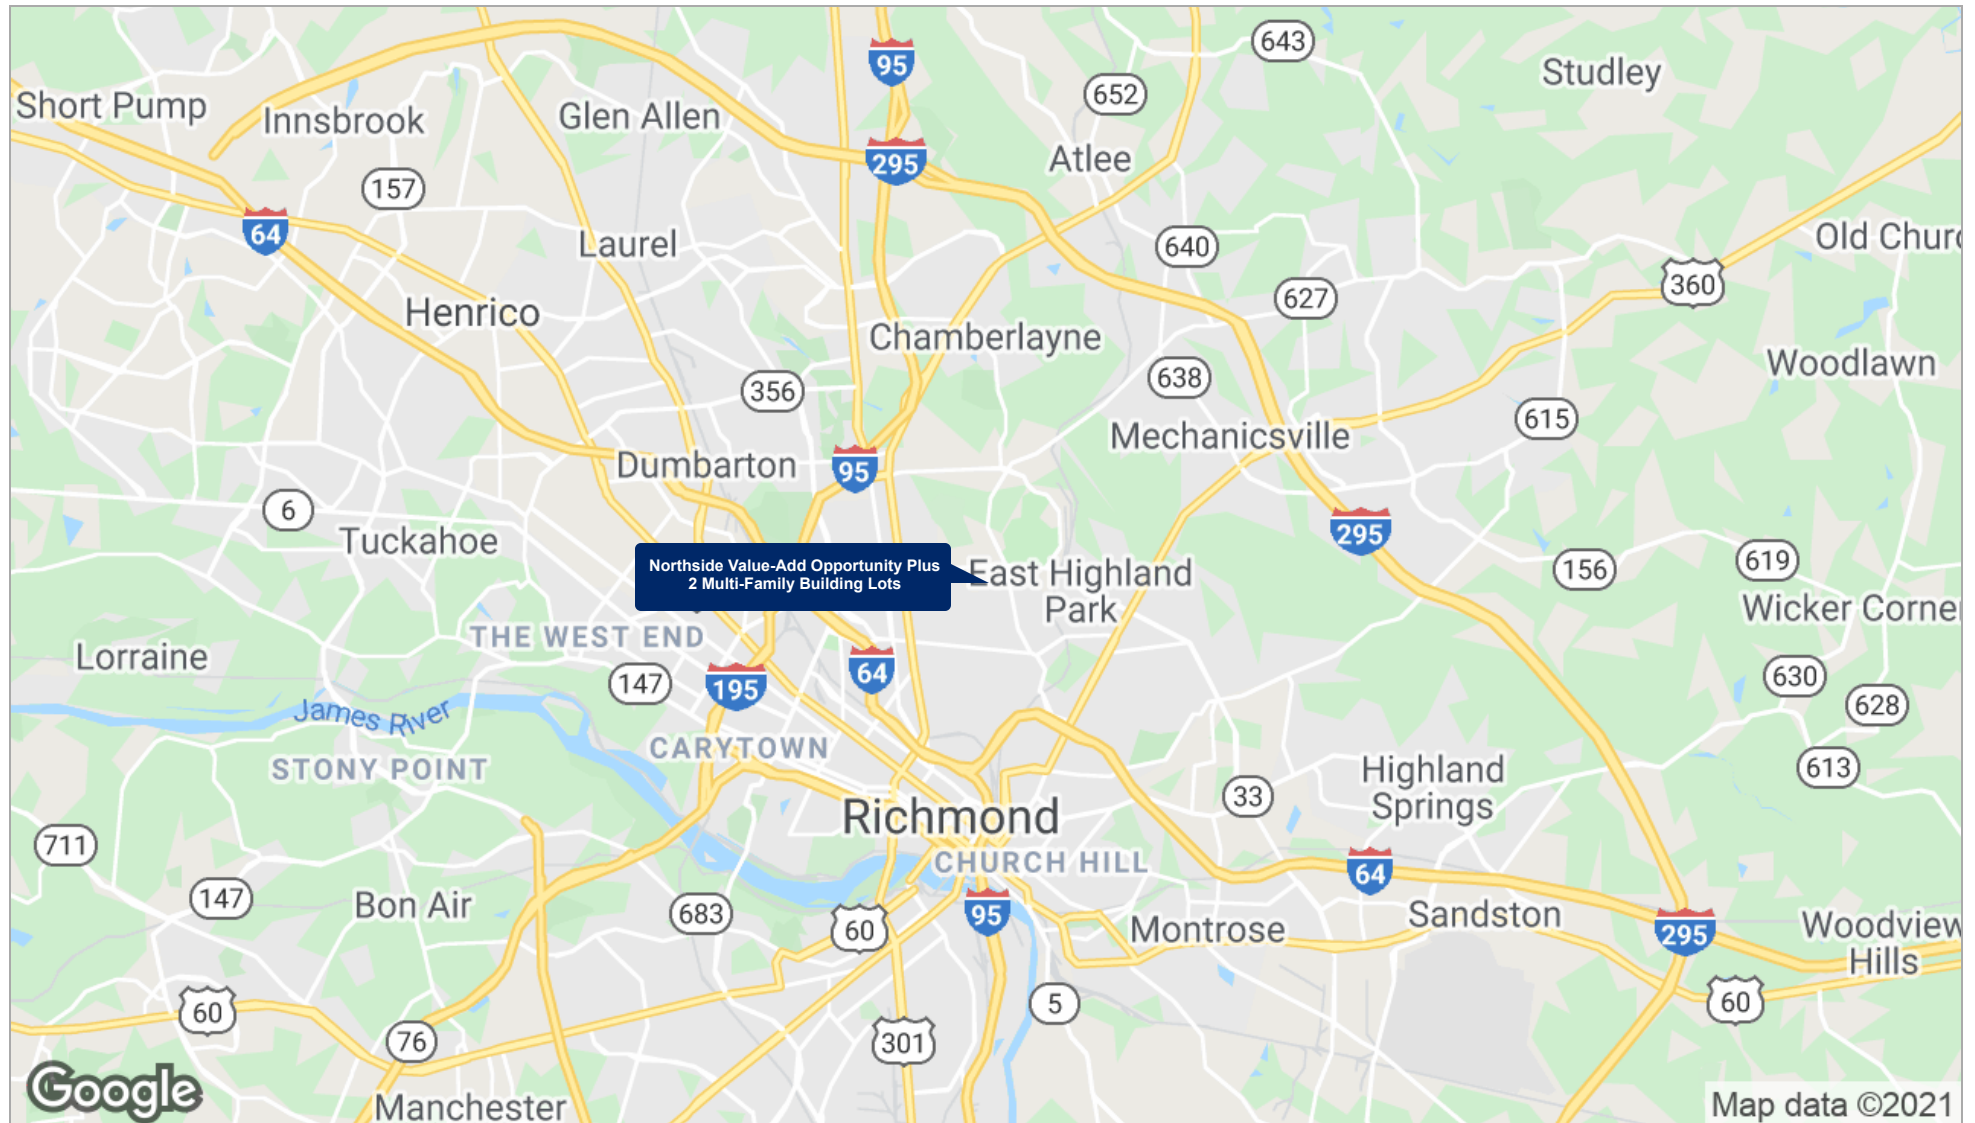 95
643
Studley
652
Short Pump
Innsbrook
Glen Allen
295
Atlee
157
64
Laurel
640
Old Churc
360
627
Henrico
Chamberlayne
638
Woodlawn
356
615
Mechanicsville
Dumbarton
95
6
Tuckahoe
295
156
619
Northside Value-Add Opportunity Plus
2 Multi-Family Building Lots
East Highland
Park
Wicker Corner
THE WEST END
Lorraine
147
195
64
630
628
James River
CARYTOWN
STONY POINT
Highland
Springs
613
33
Richmond
711
CHURCH HILL
64
147
Bon Air
683
60
95
Montrose
Sandston
295
Woodview
Hills
60
76
301
5
60
Google
Manchester
Map data ©2021